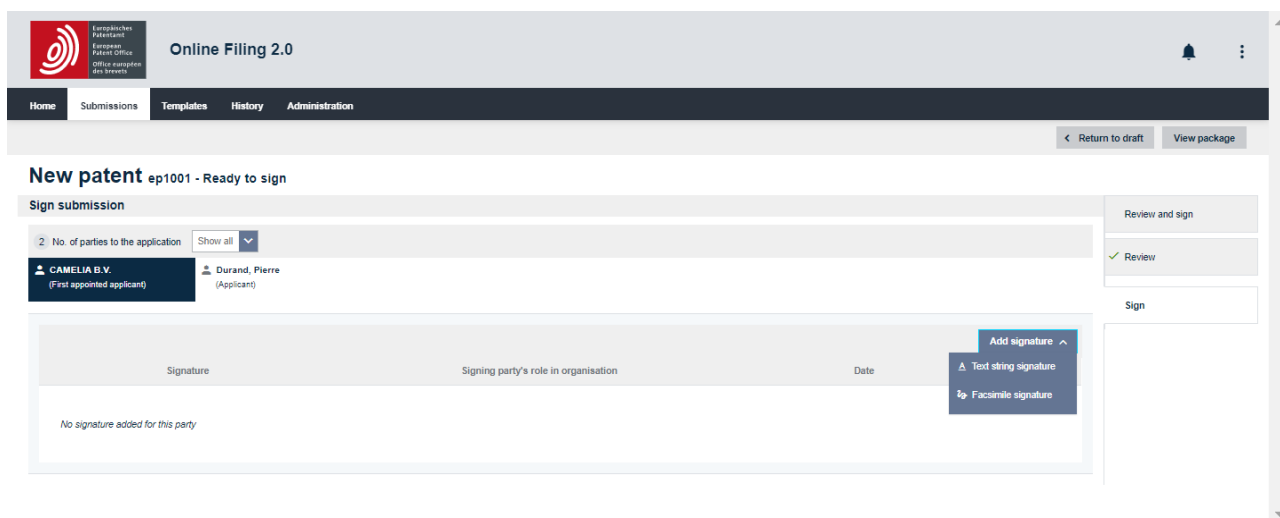 Europäisches
Patentamt
European
Patent Office
Office européen
des brevets
Online Filing 2.0
Home Submissions Templates History Administration
Return to draft View package
New patent ep1001 - Ready to sign
Sign submission
Review and sign
2 No. of parties to the application Show all
Review
CAMELIA B.V. Durand, Pierre
(First appointed applicant) (Applicant)
Sign
Add signature
Signature Signing party's role in organisation Date
Text string signature
Facsimile signature
No signature added for this party